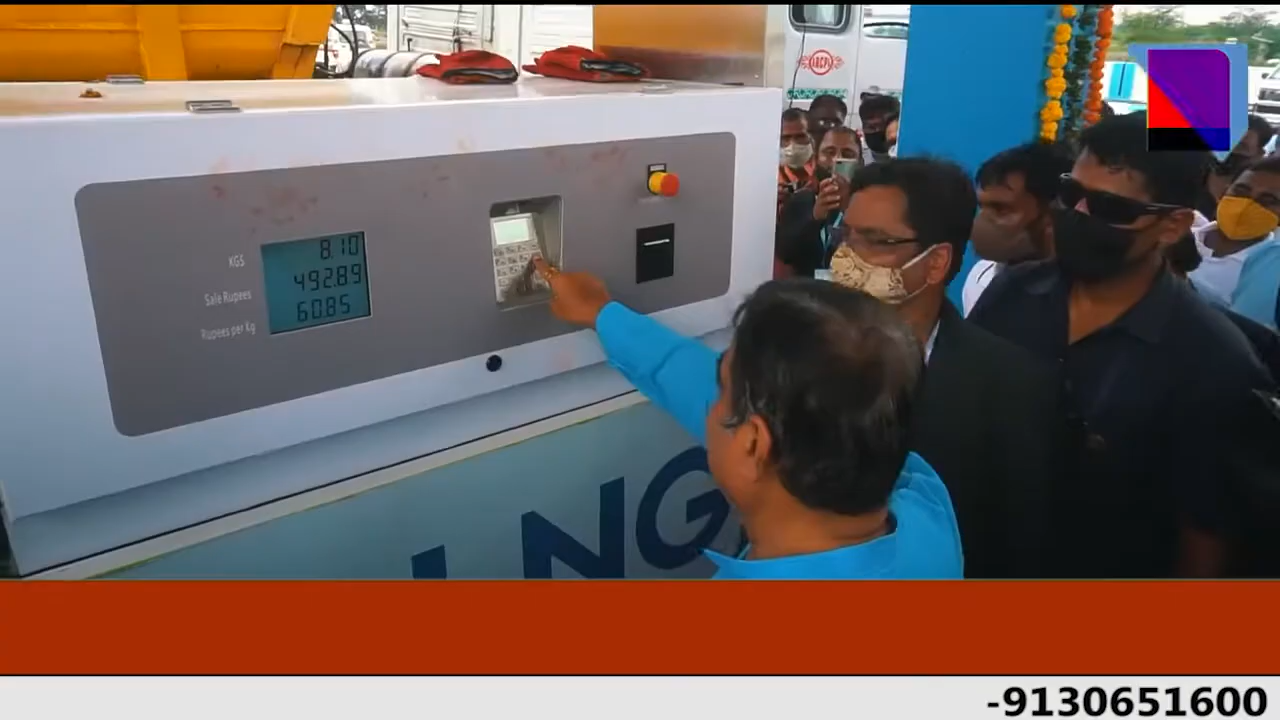 KGS 8.10
Sale Rupees 492.89
Rupees per Kg 60.85
LNG
-9130651600